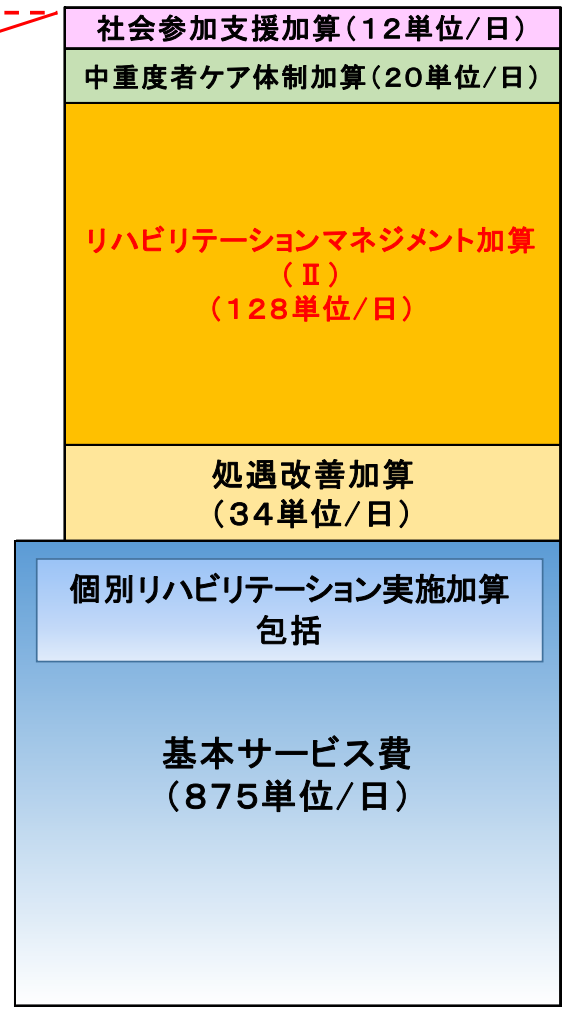 社会参加支援加算（１２単位/日）
中重度者ケア体制加算（２０単位/日）
リハビリテーションマネジメント加算
（Ⅱ）
（１２８単位/日）
処遇改善加算
（３４単位/日）
個別リハビリテーション実施加算
包括
基本サービス費
（８７５単位/日）